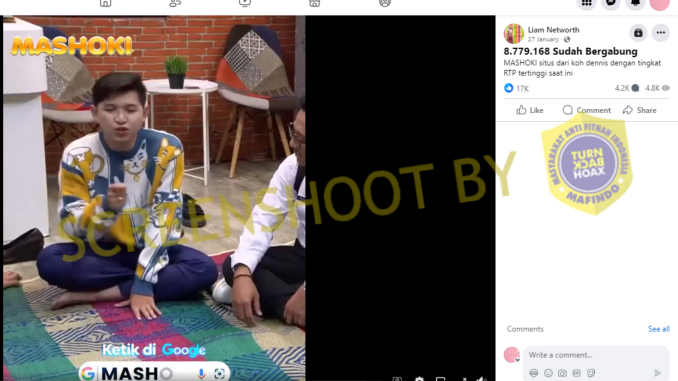 MASHOKI
Liam Networth
27 January ·
8.779.168 Sudah Bergabung
MASHOKI situs dari koh dennis dengan tingkat
RTP tertinggi saat ini
17K
4.2K
4.8K
Like
Comment
Share
SCREENSHOOT BY
MASYARAKAT ANTI FITNAH INDONESIA
TURN
BACK
HOAX
MAFINDO
Ketik di Google
G MASHO
Comments
See all
Write a comment...